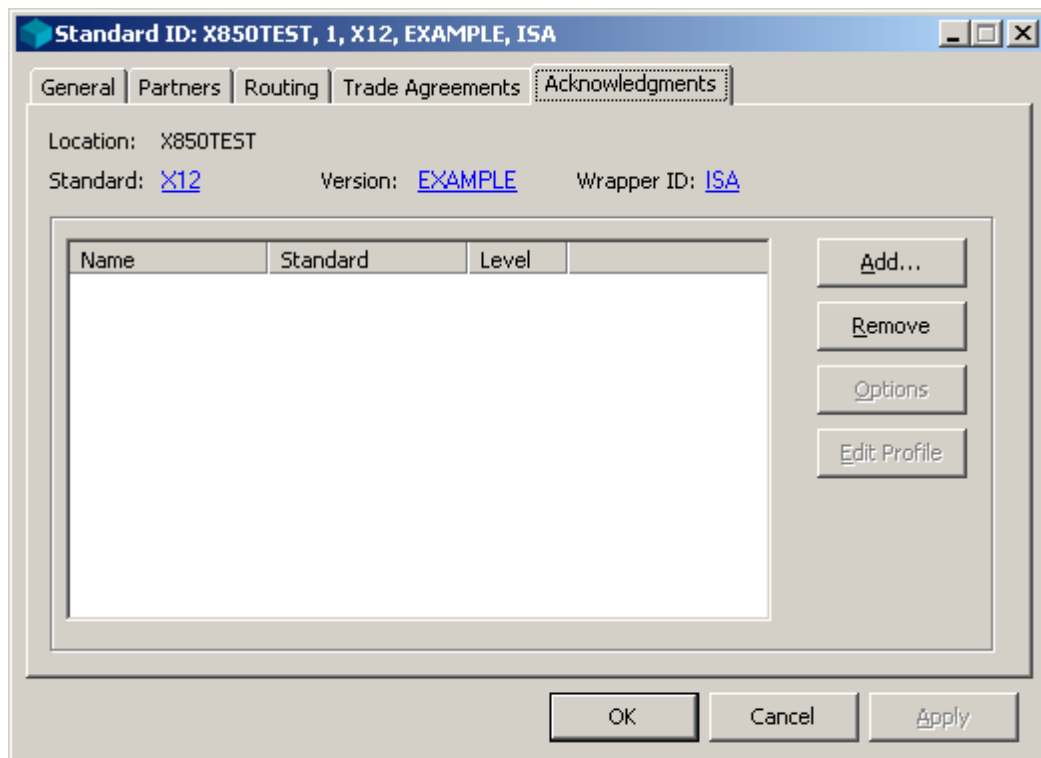 Standard ID: X850TEST, 1, X12, EXAMPLE, ISA
General Partners Routing Trade Agreements Acknowledgments
Location: X850TEST
Standard: X12 Version: EXAMPLE Wrapper ID: ISA
Name Standard Level
Add...
Remove
Options
Edit Profile
OK Cancel Apply